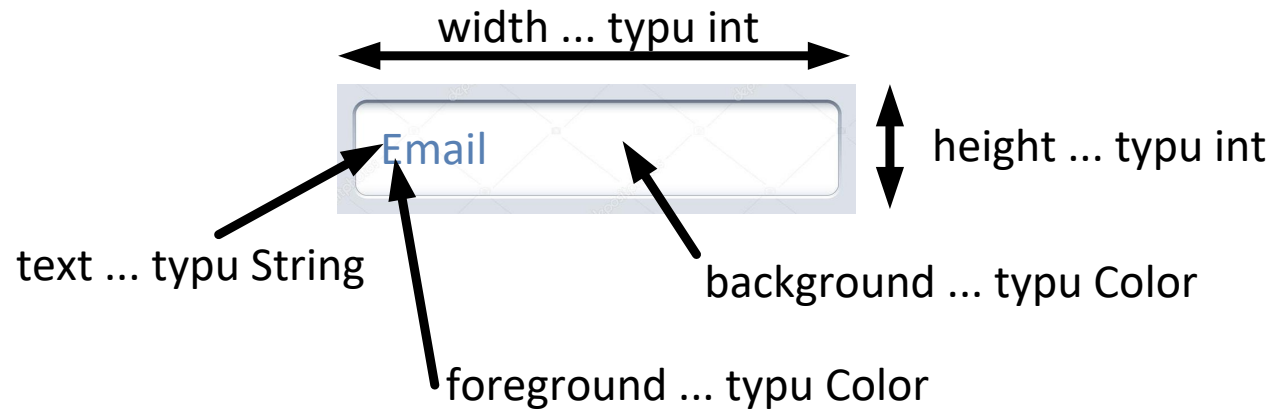 width ... typu int
Email
height ... typu int
text ... typu String
background ... typu Color
foreground ... typu Color